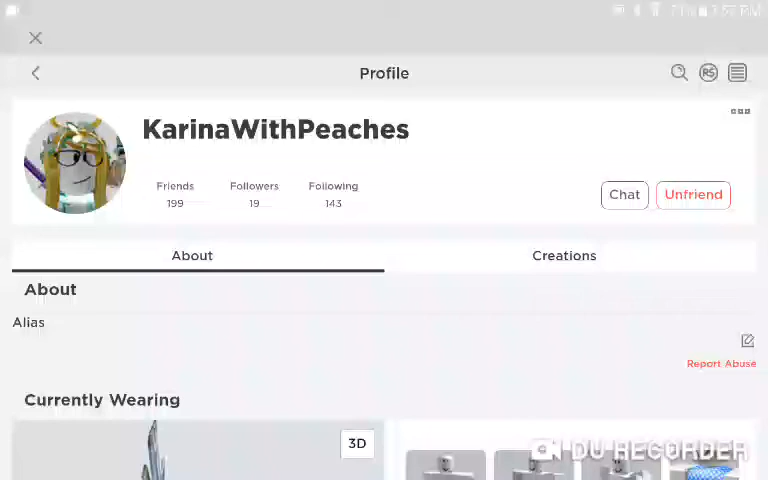 Profile
KarinaWithPeaches
Friends Followers Following
199 19 143
Chat Unfriend
About Creations
About
Alias
Report Abuse
Currently Wearing
3D
DU RECORDER